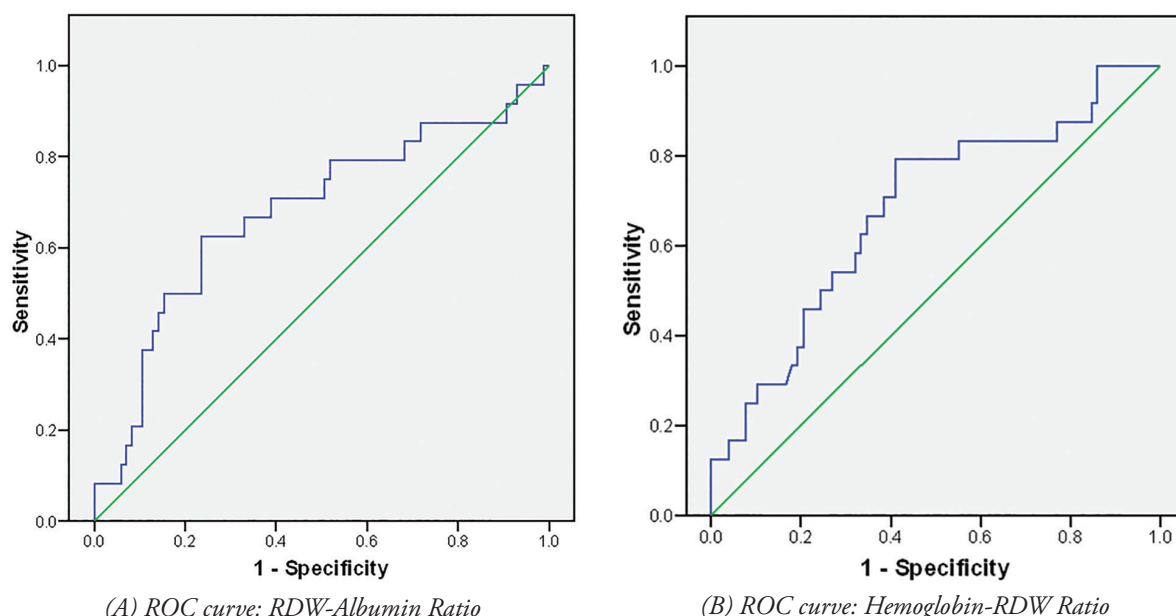 1.0
0.8
0.6
0.4
0.2
0.0
Sensitivity
0.0 0.2 0.4 0.6 0.8 1.0
1 - Specificity
(A) ROC curve: RDW-Albumin Ratio
1.0
0.8
0.6
0.4
0.2
0.0
Sensitivity
0.0 0.2 0.4 0.6 0.8 1.0
1 - Specificity
(B) ROC curve: Hemoglobin-RDW Ratio